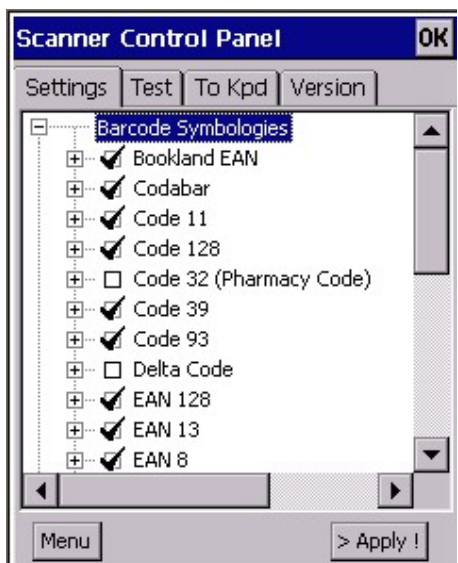 Scanner Control Panel OK
Settings Test To Kpd Version
Barcode Symbologies
Bookland EAN
Codabar
Code 11
Code 128
Code 32 (Pharmacy Code)
Code 39
Code 93
Delta Code
EAN 128
EAN 13
EAN 8
Menu > Apply !